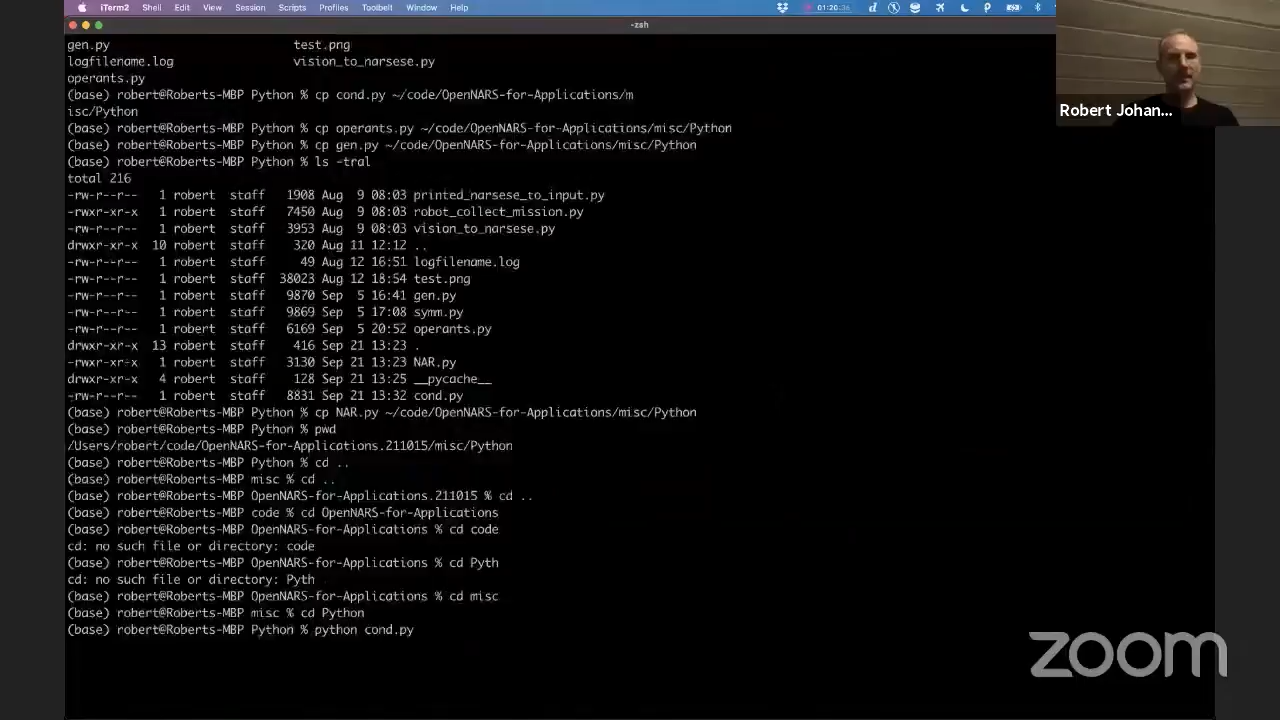 iTerm2 Shell Edit View Session Scripts Profiles Toolbelt Window Help 01:20:36
-zsh
gen.py test.png
logfilename.log vision_to_narsese.py
operants.py
(base) robert@Roberts-MBP Python % cp cond.py ~/code/OpenNARS-for-Applications/m
isc/Python
(base) robert@Roberts-MBP Python % cp operants.py ~/code/OpenNARS-for-Applications/misc/Python
(base) robert@Roberts-MBP Python % cp gen.py ~/code/OpenNARS-for-Applications/misc/Python
(base) robert@Roberts-MBP Python % ls -tral
total 216
-rw-r--r-- 1 robert staff 1908 Aug 9 08:03 printed_narsese_to_input.py
-rwxr-xr-x 1 robert staff 7450 Aug 9 08:03 robot_collect_mission.py
-rw-r--r-- 1 robert staff 3953 Aug 9 08:03 vision_to_narsese.py
drwxr-xr-x 10 robert staff 320 Aug 11 12:12 ..
-rw-r--r-- 1 robert staff 49 Aug 12 16:51 logfilename.log
-rw-r--r-- 1 robert staff 38023 Aug 12 18:54 test.png
-rw-r--r-- 1 robert staff 9870 Sep 5 16:41 gen.py
-rw-r--r-- 1 robert staff 9869 Sep 5 17:08 symm.py
-rw-r--r-- 1 robert staff 6169 Sep 5 20:52 operants.py
drwxr-xr-x 13 robert staff 416 Sep 21 13:23 .
-rwxr-xr-x 1 robert staff 3130 Sep 21 13:23 NAR.py
drwxr-xr-x 4 robert staff 128 Sep 21 13:25 __pycache__
-rw-r--r-- 1 robert staff 8831 Sep 21 13:32 cond.py
(base) robert@Roberts-MBP Python % cp NAR.py ~/code/OpenNARS-for-Applications/misc/Python
(base) robert@Roberts-MBP Python % pwd
/Users/robert/code/OpenNARS-for-Applications.211015/misc/Python
(base) robert@Roberts-MBP Python % cd ..
(base) robert@Roberts-MBP misc % cd ..
(base) robert@Roberts-MBP OpenNARS-for-Applications.211015 % cd ..
(base) robert@Roberts-MBP code % cd OpenNARS-for-Applications
(base) robert@Roberts-MBP OpenNARS-for-Applications % cd code
cd: no such file or directory: code
(base) robert@Roberts-MBP OpenNARS-for-Applications % cd Pyth
cd: no such file or directory: Pyth
(base) robert@Roberts-MBP OpenNARS-for-Applications % cd misc
(base) robert@Roberts-MBP misc % cd Python
(base) robert@Roberts-MBP Python % python cond.py
Robert Johan...
zoom